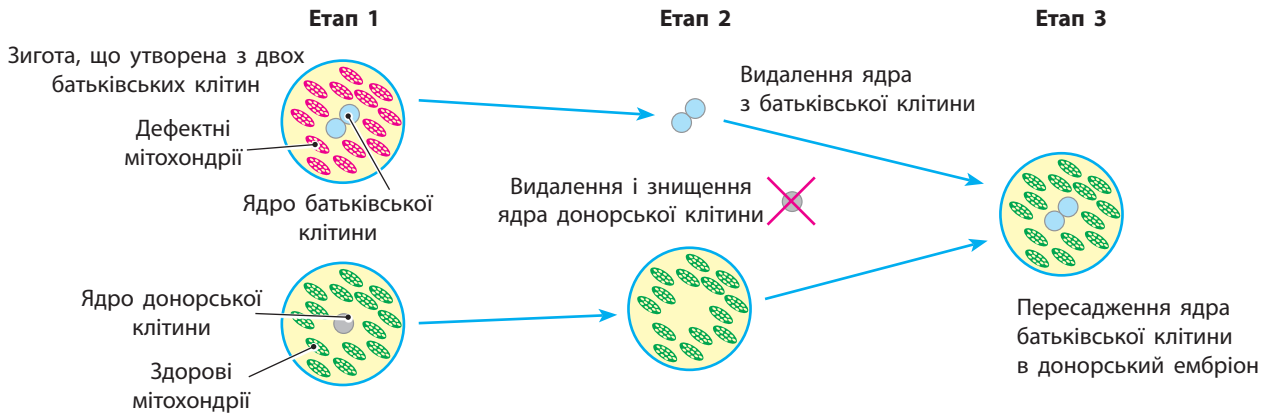 Етап 1
Етап 2
Етап 3
Зигота, що утворена з двох
батьківських клітин
Дефектні
мітохондрії
Ядро батьківської
клітини
Видалення ядра
з батьківської клітини
Видалення і знищення
ядра донорської клітини
Ядро донорської
клітини
Здорові
мітохондрії
Пересадження ядра
батьківської клітини
в донорський ембріон